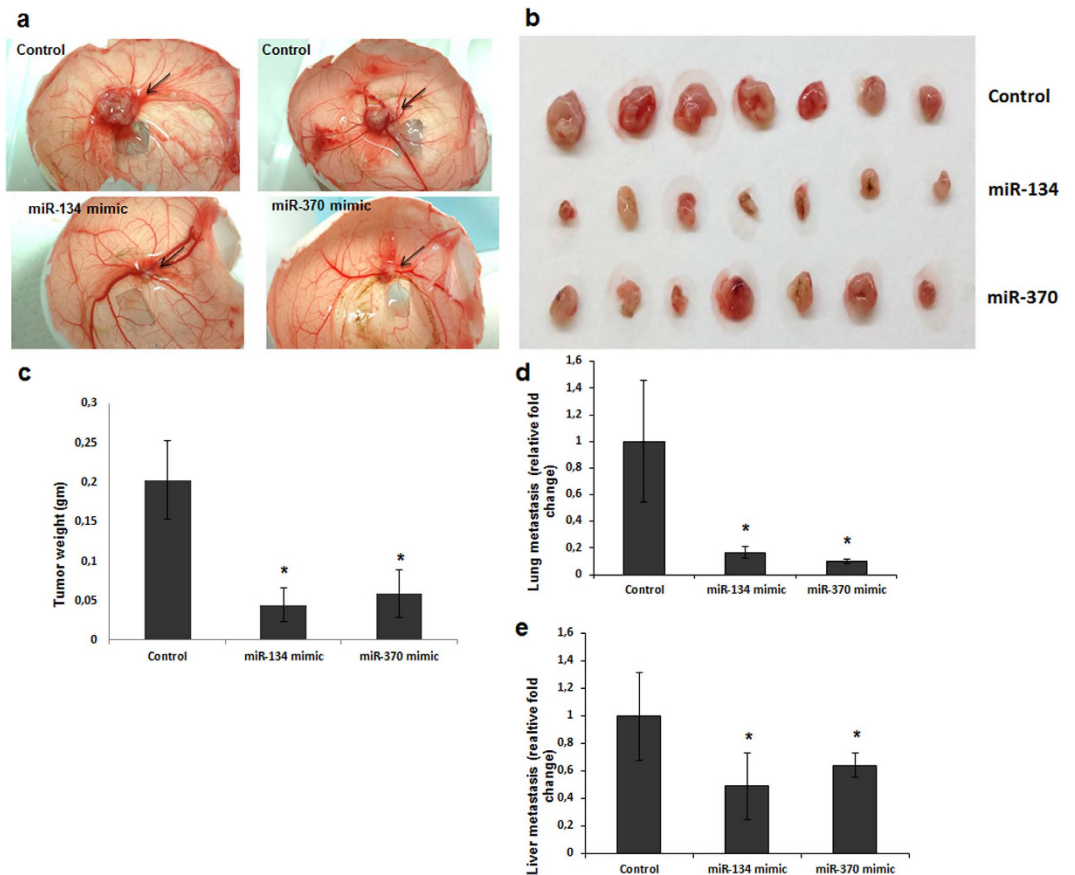 a
Control
Control
miR-134 mimic
miR-370 mimic
b
Control
miR-134
miR-370
c
Tumor weight (gm)
0,3
0,25
0,2
0,15
0,1
0,05
0
*
*
Control
miR-134 mimic
miR-370 mimic
d
Lung metastasis (relative fold
change)
1,6
1,4
1,2
1
0,8
0,6
0,4
0,2
0
*
*
Control
miR-134 mimic
miR-370 mimic
e
Liver metastasis (realtive fold
change)
1,6
1,4
1,2
1
0,8
0,6
0,4
0,2
0
*
*
Control
miR-134 mimic
miR-370 mimic